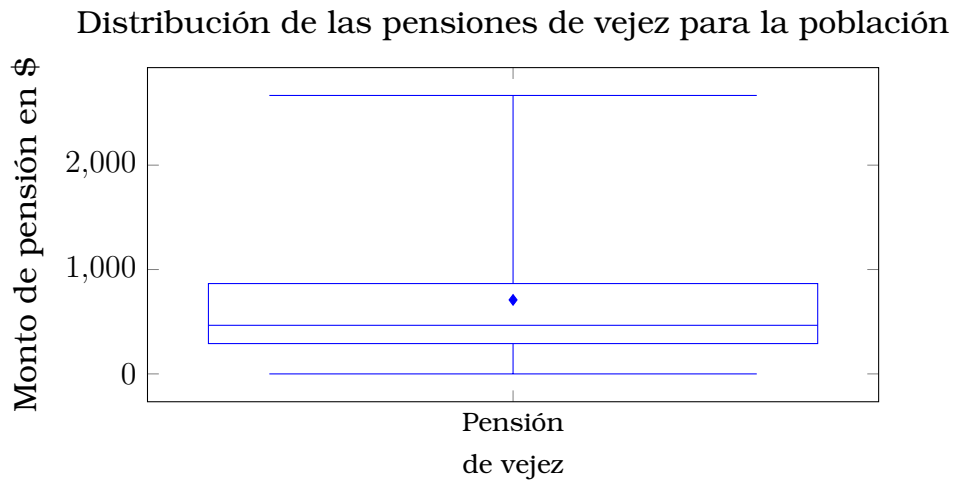 Distribución de las pensiones de vejez para la población
Monto de pensión en $
2,000
1,000
0
Pensión
de vejez